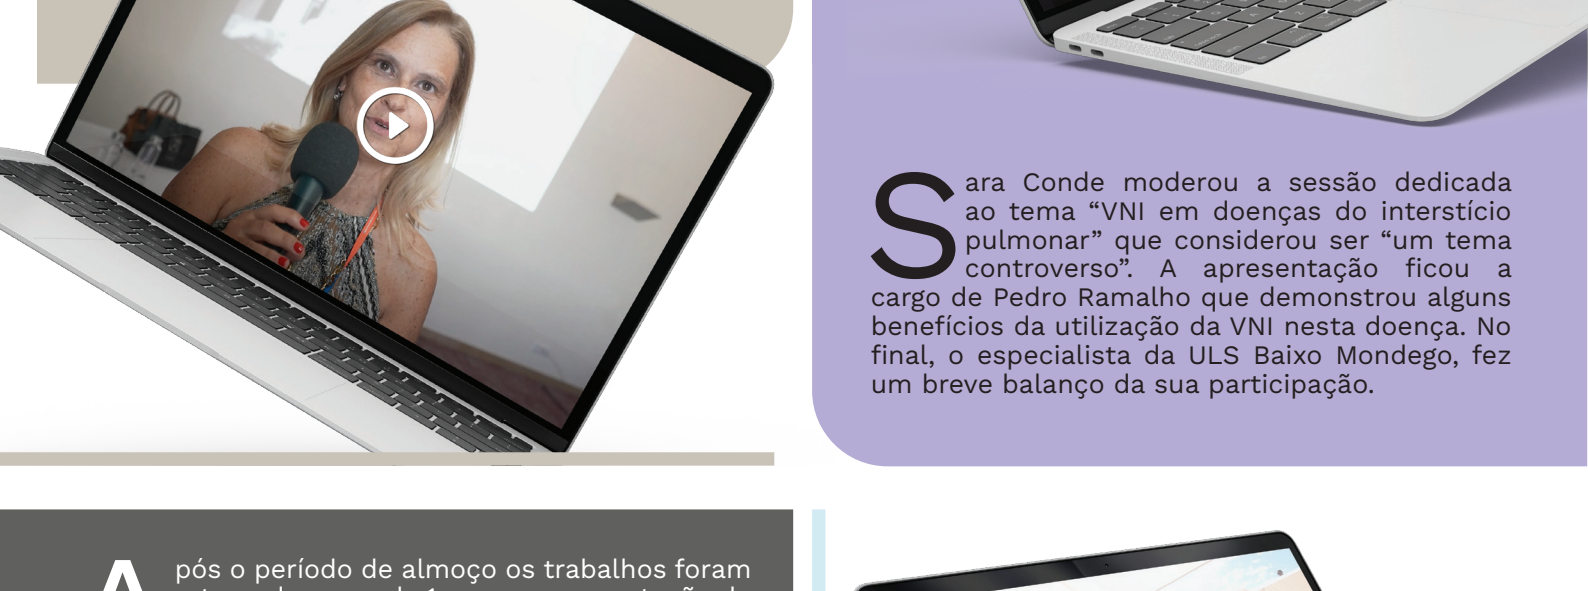 Sara Conde moderou a sessão dedicada
ao tema “VNI em doenças do interstício
pulmonar” que considerou ser “um tema
controverso”. A apresentação ficou a
cargo de Pedro Ramalho que demonstrou alguns
benefícios da utilização da VNI nesta doença. No
final, o especialista da ULS Baixo Mondego, fez
um breve balanço da sua participação.
Após o período de almoço os trabalhos foram